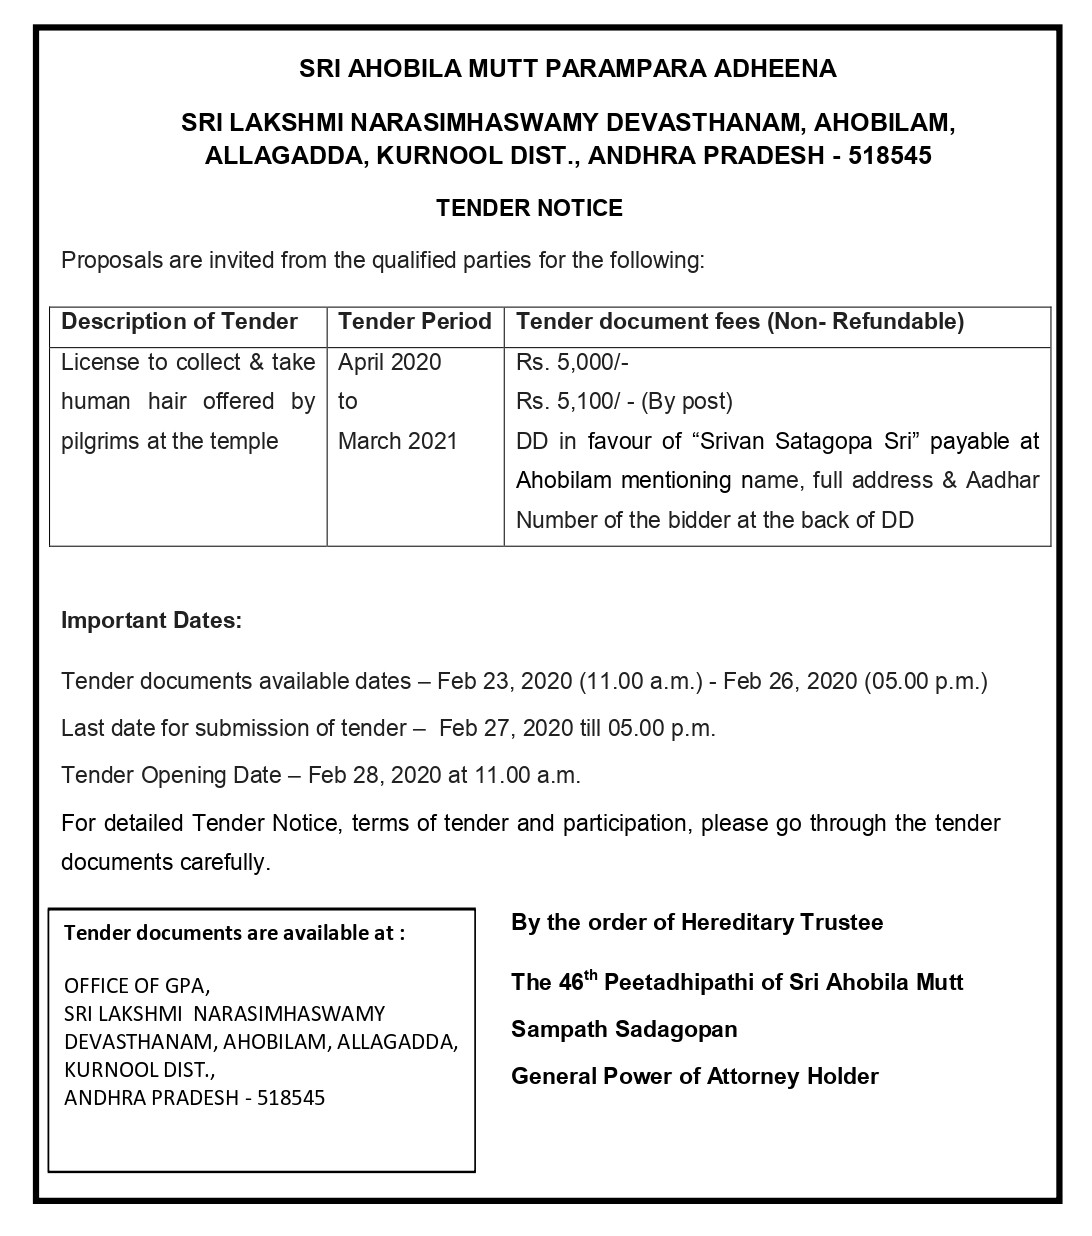 SRI AHOBILA MUTT PARAMPARA ADHEENA
SRI LAKSHMI NARASIMHASWAMY DEVASTHANAM, AHOBILAM,
ALLAGADDA, KURNOOL DIST., ANDHRA PRADESH - 518545
TENDER NOTICE
Proposals are invited from the qualified parties for the following:
Description of Tender
Tender Period
Tender document fees (Non- Refundable)
License to collect & take
human hair offered by
pilgrims at the temple
April 2020
to
March 2021
Rs. 5,000/-
Rs. 5,100/ - (By post)
DD in favour of “Srivan Satagopa Sri” payable at
Ahobilam mentioning name, full address & Aadhar
Number of the bidder at the back of DD
Important Dates:
Tender documents available dates – Feb 23, 2020 (11.00 a.m.) - Feb 26, 2020 (05.00 p.m.)
Last date for submission of tender – Feb 27, 2020 till 05.00 p.m.
Tender Opening Date – Feb 28, 2020 at 11.00 a.m.
For detailed Tender Notice, terms of tender and participation, please go through the tender
documents carefully.
Tender documents are available at :
OFFICE OF GPA,
SRI LAKSHMI NARASIMHASWAMY
DEVASTHANAM, AHOBILAM, ALLAGADDA,
KURNOOL DIST.,
ANDHRA PRADESH - 518545
By the order of Hereditary Trustee
The 46th Peetadhipathi of Sri Ahobila Mutt
Sampath Sadagopan
General Power of Attorney Holder